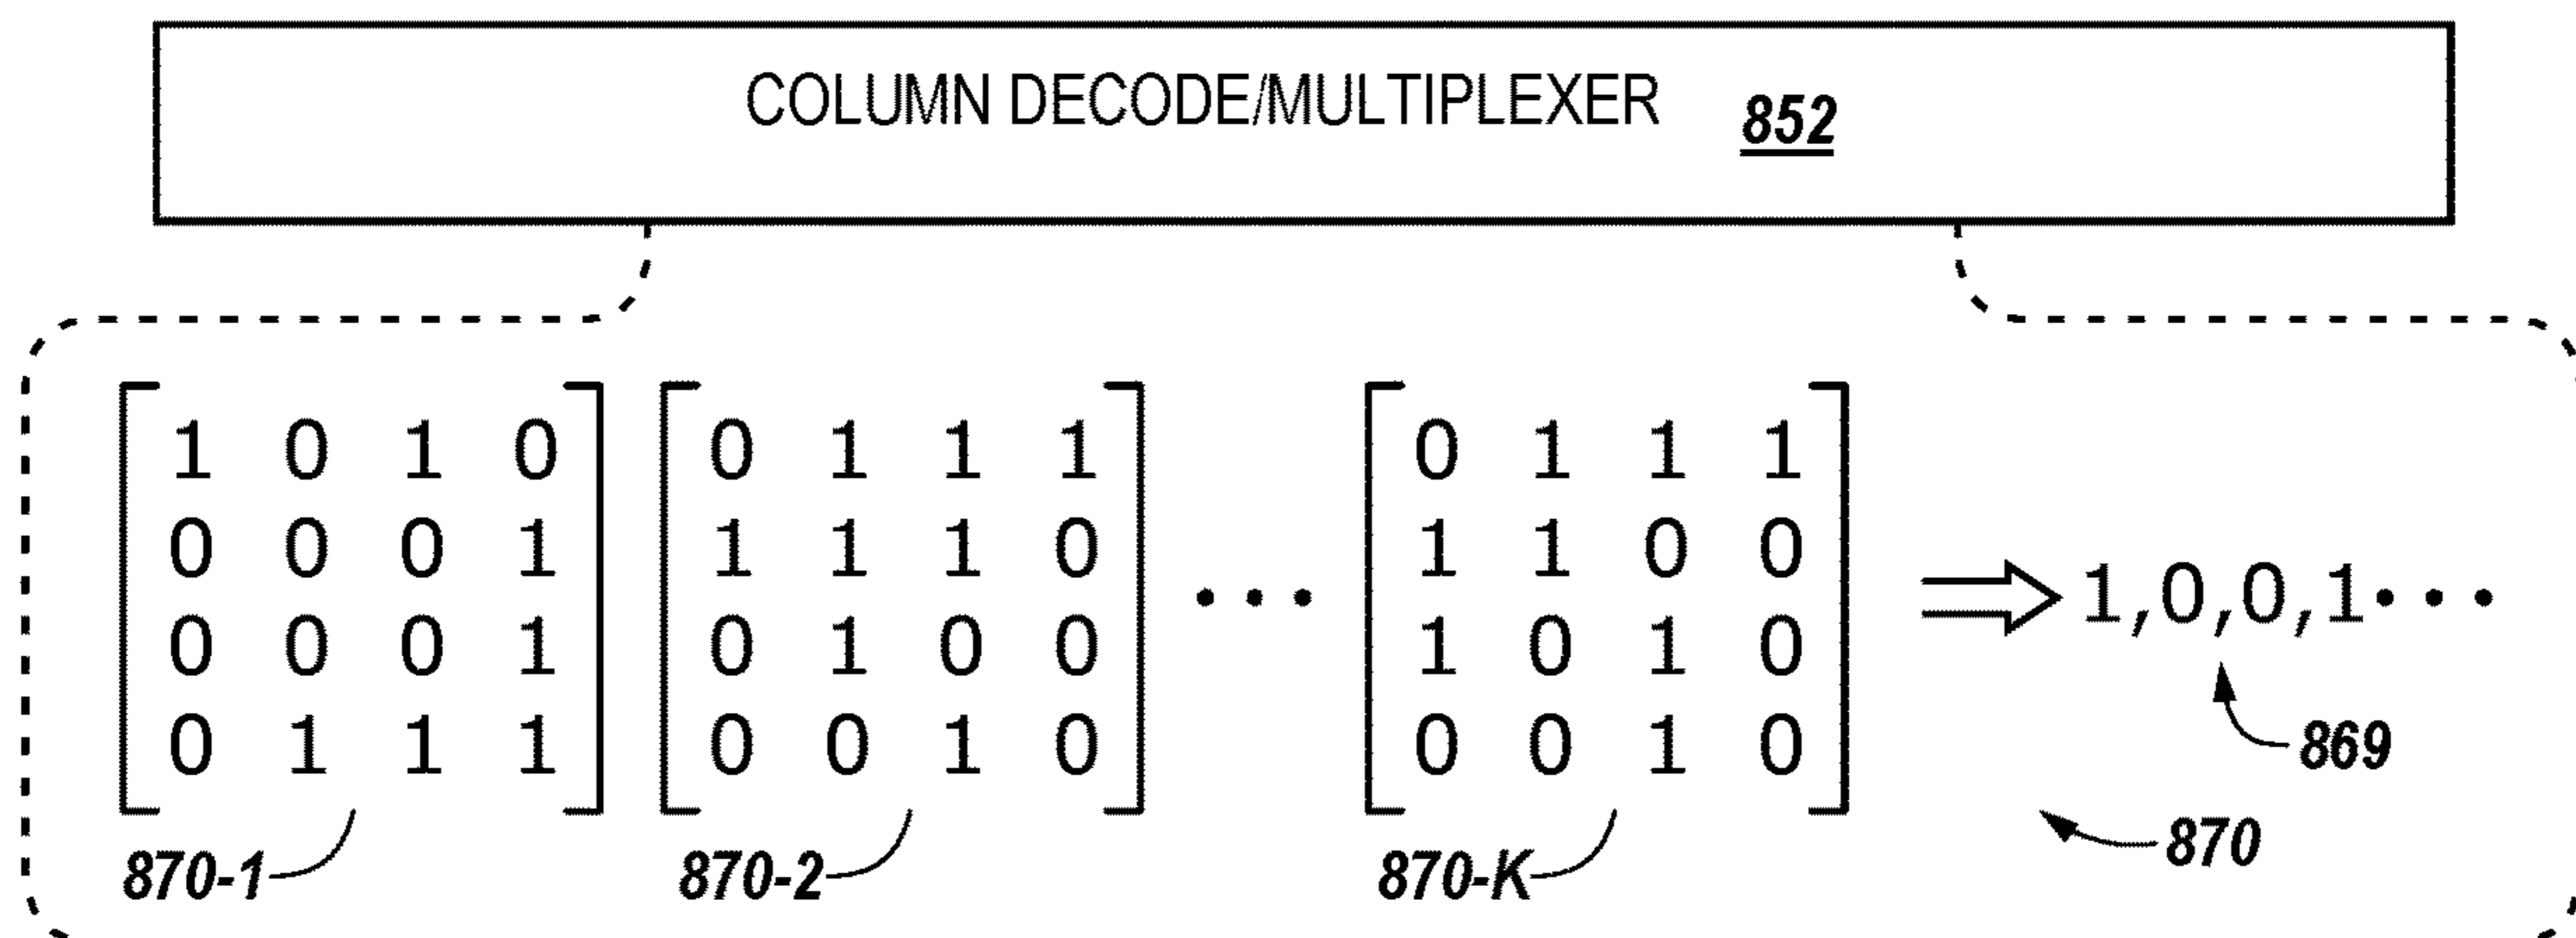 COLUMN DECODE/MULTIPLEXER 852
1 0 1 0 0 1 1 1 0 1 1 1
0 0 0 1 1 1 1 0 1 1 0 0
1,0,0,1...
0 0 0 1 0 1 0 0 1 0 1 0
0 1 1 1 0 0 1 0 0 0 1 0
869
870-1 870-2 870-K 870